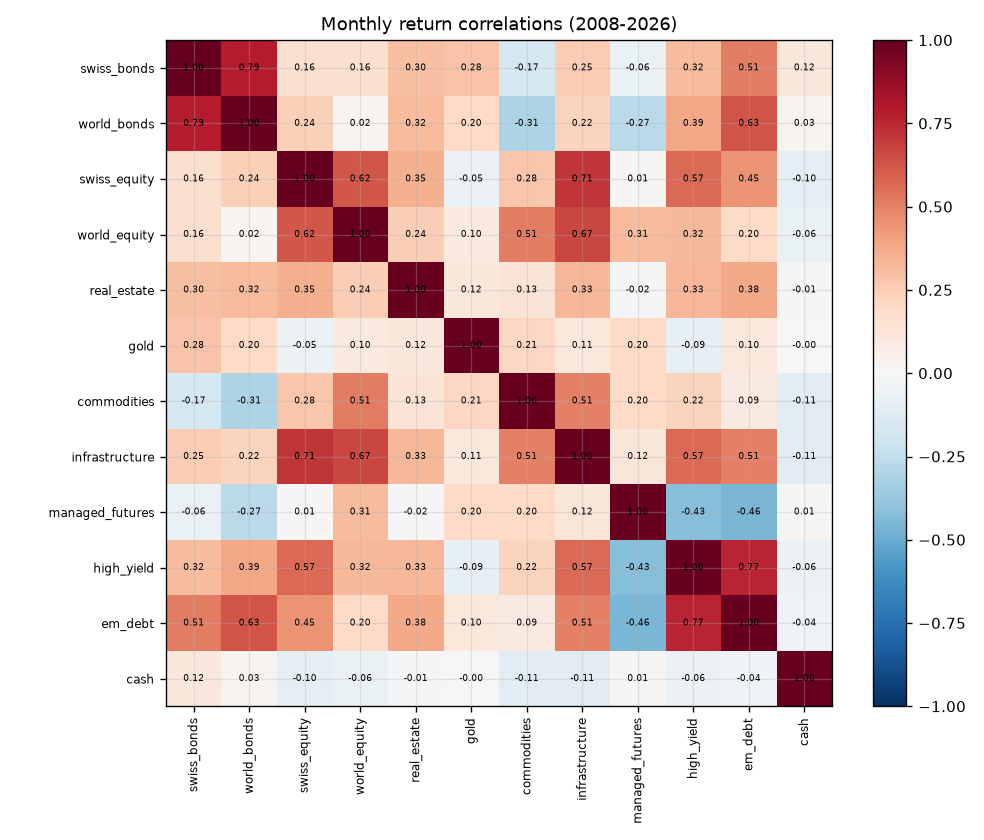 Monthly return correlations (2008-2026)
swiss_bonds 1.00 0.79 0.16 0.16 0.30 0.28 -0.17 0.25 -0.06 0.32 0.51 0.12
world_bonds 0.79 1.00 0.24 0.02 0.32 0.20 -0.31 0.22 -0.27 0.39 0.63 0.03
swiss_equity 0.16 0.24 1.00 0.62 0.35 -0.05 0.28 0.71 0.01 0.57 0.45 -0.10
world_equity 0.16 0.02 0.62 1.00 0.24 0.10 0.51 0.67 0.31 0.32 0.20 -0.06
real_estate 0.30 0.32 0.35 0.24 1.00 0.12 0.13 0.33 -0.02 0.33 0.38 -0.01
gold 0.28 0.20 -0.05 0.10 0.12 1.00 0.21 0.11 0.20 -0.09 0.10 -0.00
commodities -0.17 -0.31 0.28 0.51 0.13 0.21 1.00 0.51 0.20 0.22 0.09 -0.11
infrastructure 0.25 0.22 0.71 0.67 0.33 0.11 0.51 1.00 0.12 0.57 0.51 -0.11
managed_futures -0.06 -0.27 0.01 0.31 -0.02 0.20 0.20 0.12 1.00 -0.43 -0.46 0.01
high_yield 0.32 0.39 0.57 0.32 0.33 -0.09 0.22 0.57 -0.43 1.00 0.77 -0.06
em_debt 0.51 0.63 0.45 0.20 0.38 0.10 0.09 0.51 -0.46 0.77 1.00 -0.04
cash 0.12 0.03 -0.10 -0.06 -0.01 -0.00 -0.11 -0.11 0.01 -0.06 -0.04 1.00
swiss_bonds
world_bonds
swiss_equity
world_equity
real_estate
gold
commodities
infrastructure
managed_futures
high_yield
em_debt
cash
1.00
0.75
0.50
0.25
0.00
−0.25
−0.50
−0.75
−1.00